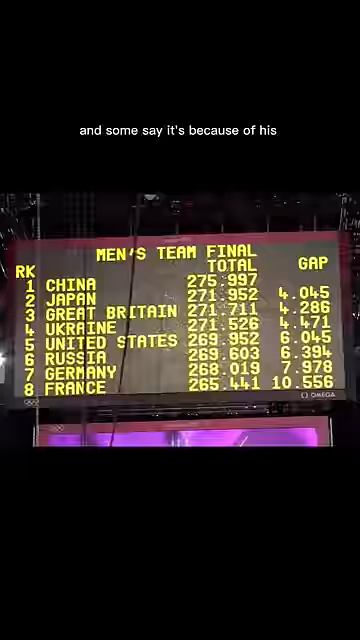 and some say it's because of his
MEN'S TEAM FINAL
RK TOTAL GAP
1 CHINA 275.997
2 JAPAN 271.952 4.045
3 GREAT BRITAIN 271.711 4.286
4 UKRAINE 271.526 4.471
5 UNITED STATES 269.952 6.045
6 RUSSIA 269.603 6.394
7 GERMANY 268.019 7.978
8 FRANCE 265.441 10.556
OMEGA